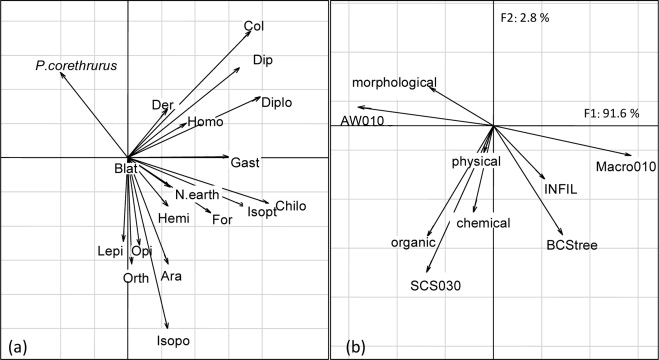 Col
P.corethrurus
Dip
Der
Diplo
Homo
Blat
Gast
N.earth
Hemi
For
Isopt
Chilo
Lepi
Opi
Orth
Ara
Isopo
(a)
F2: 2.8 %
morphological
AW010
F1: 91.6 %
physical
Macro010
INFIL
chemical
organic
BCStree
SCS030
(b)